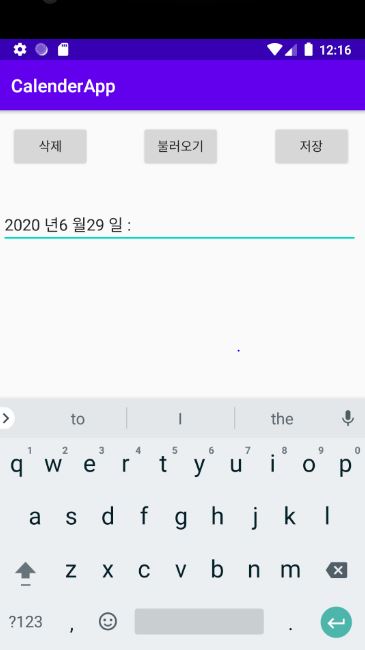 12:16
CalenderApp
삭제 불러오기 저장
2020 년6 월29 일 :
to I the
1 2 3 4 5 6 7 8 9 0
q w e r t y u i o p
a s d f g h j k l
z x c v b n m
?123 , .